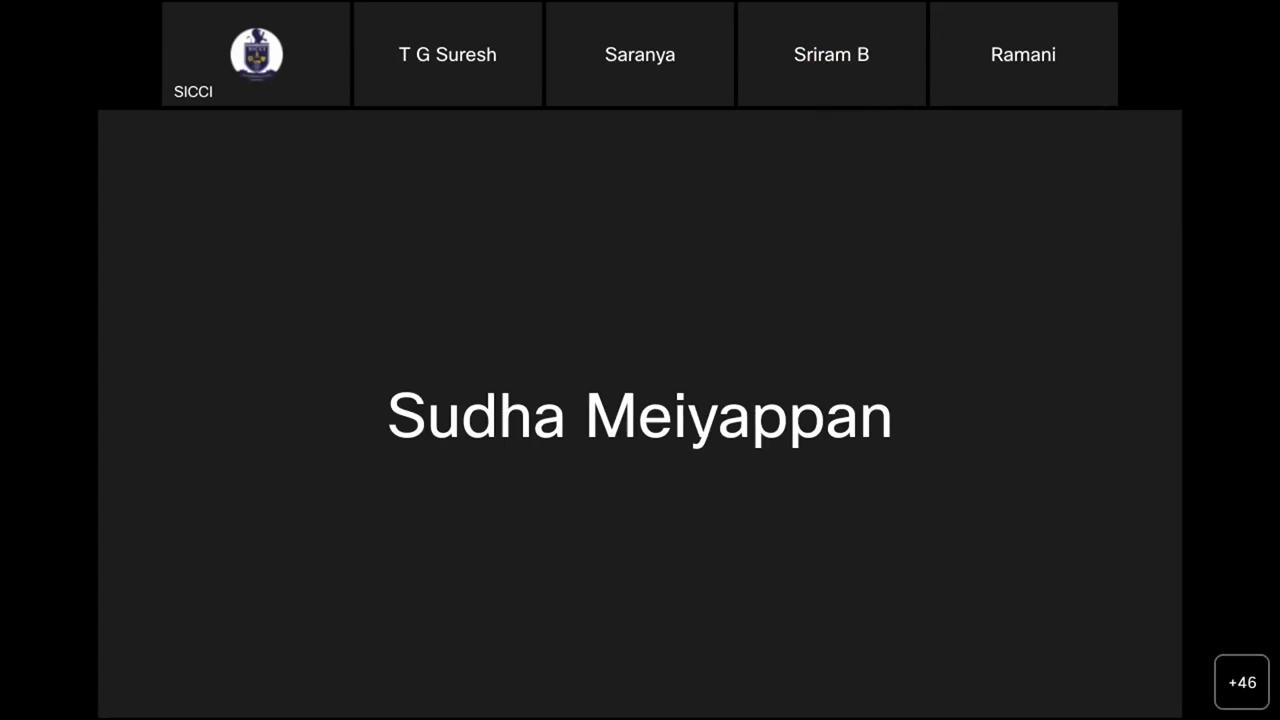 SICCI
T G Suresh
Saranya
Sriram B
Ramani
Sudha Meiyappan
+46